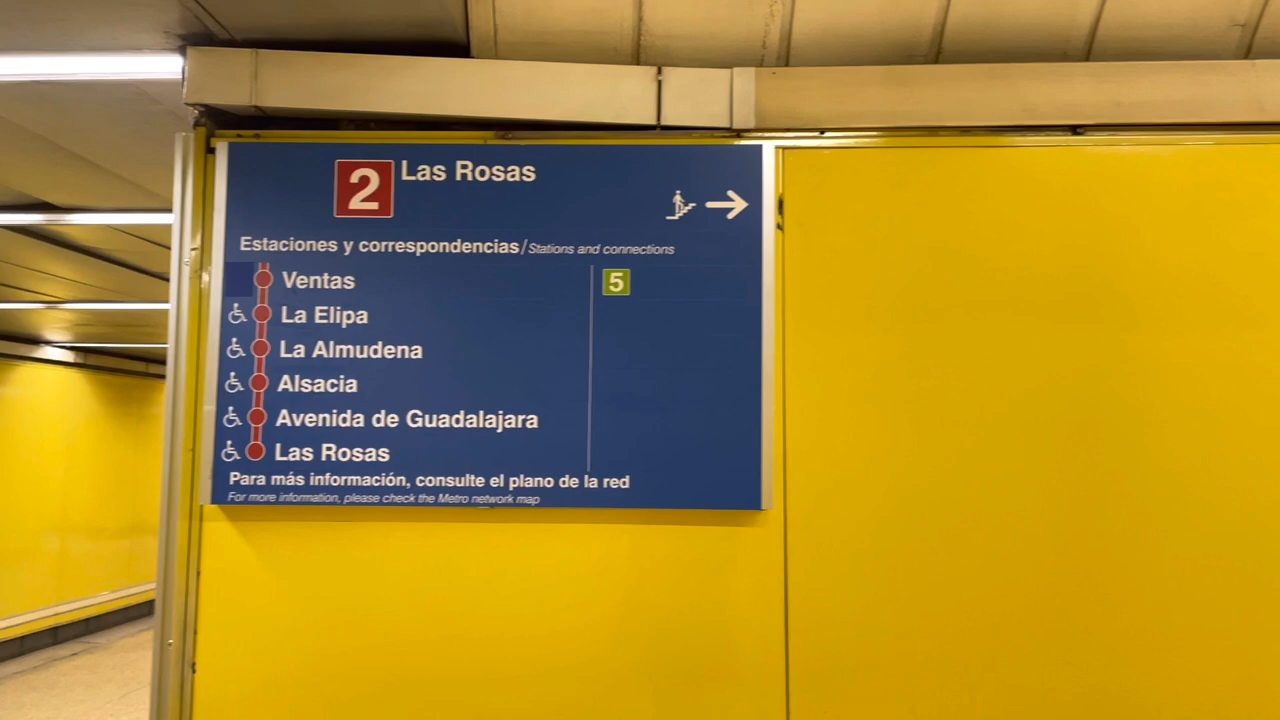 2 Las Rosas
Estaciones y correspondencias/Stations and connections
Ventas 5
La Elipa
La Almudena
Alsacia
Avenida de Guadalajara
Las Rosas
Para más información, consulte el plano de la red
For more information, please check the Metro network map